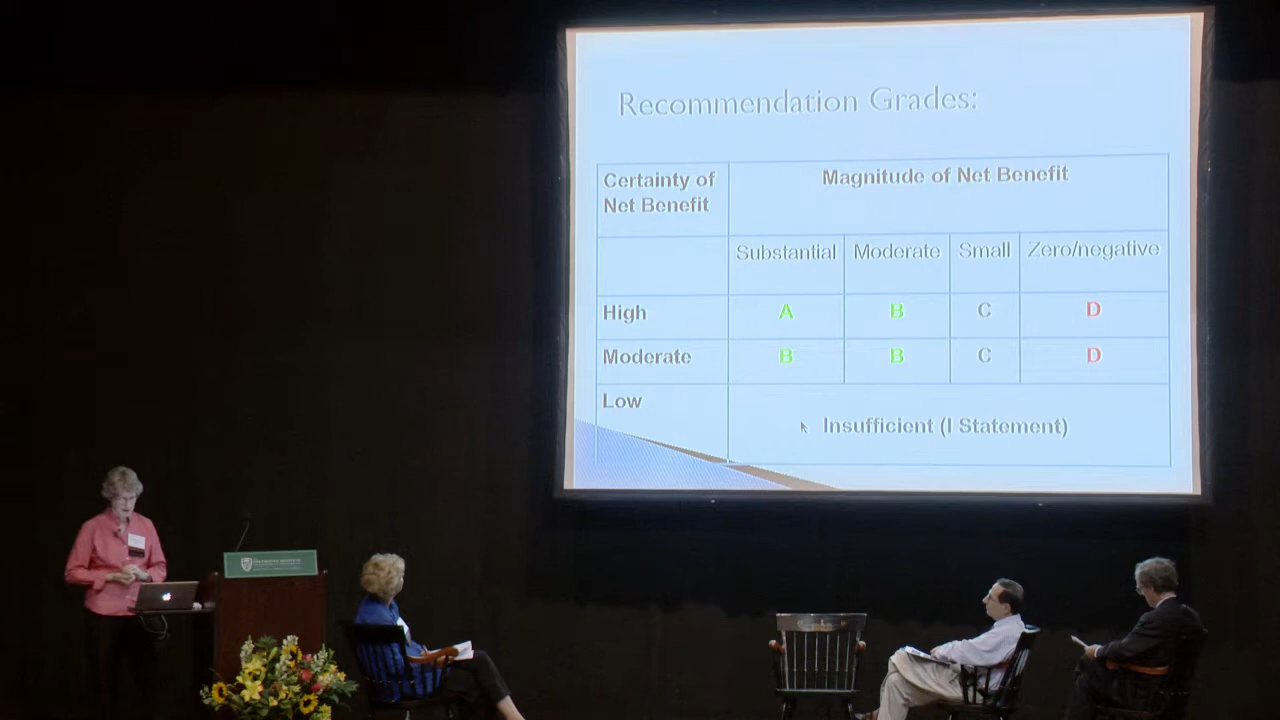 Recommendation Grades:
Certainty of
Net Benefit
Magnitude of Net Benefit
Substantial Moderate Small Zero/negative
High A B C D
Moderate B B C D
Low
Insufficient (I Statement)